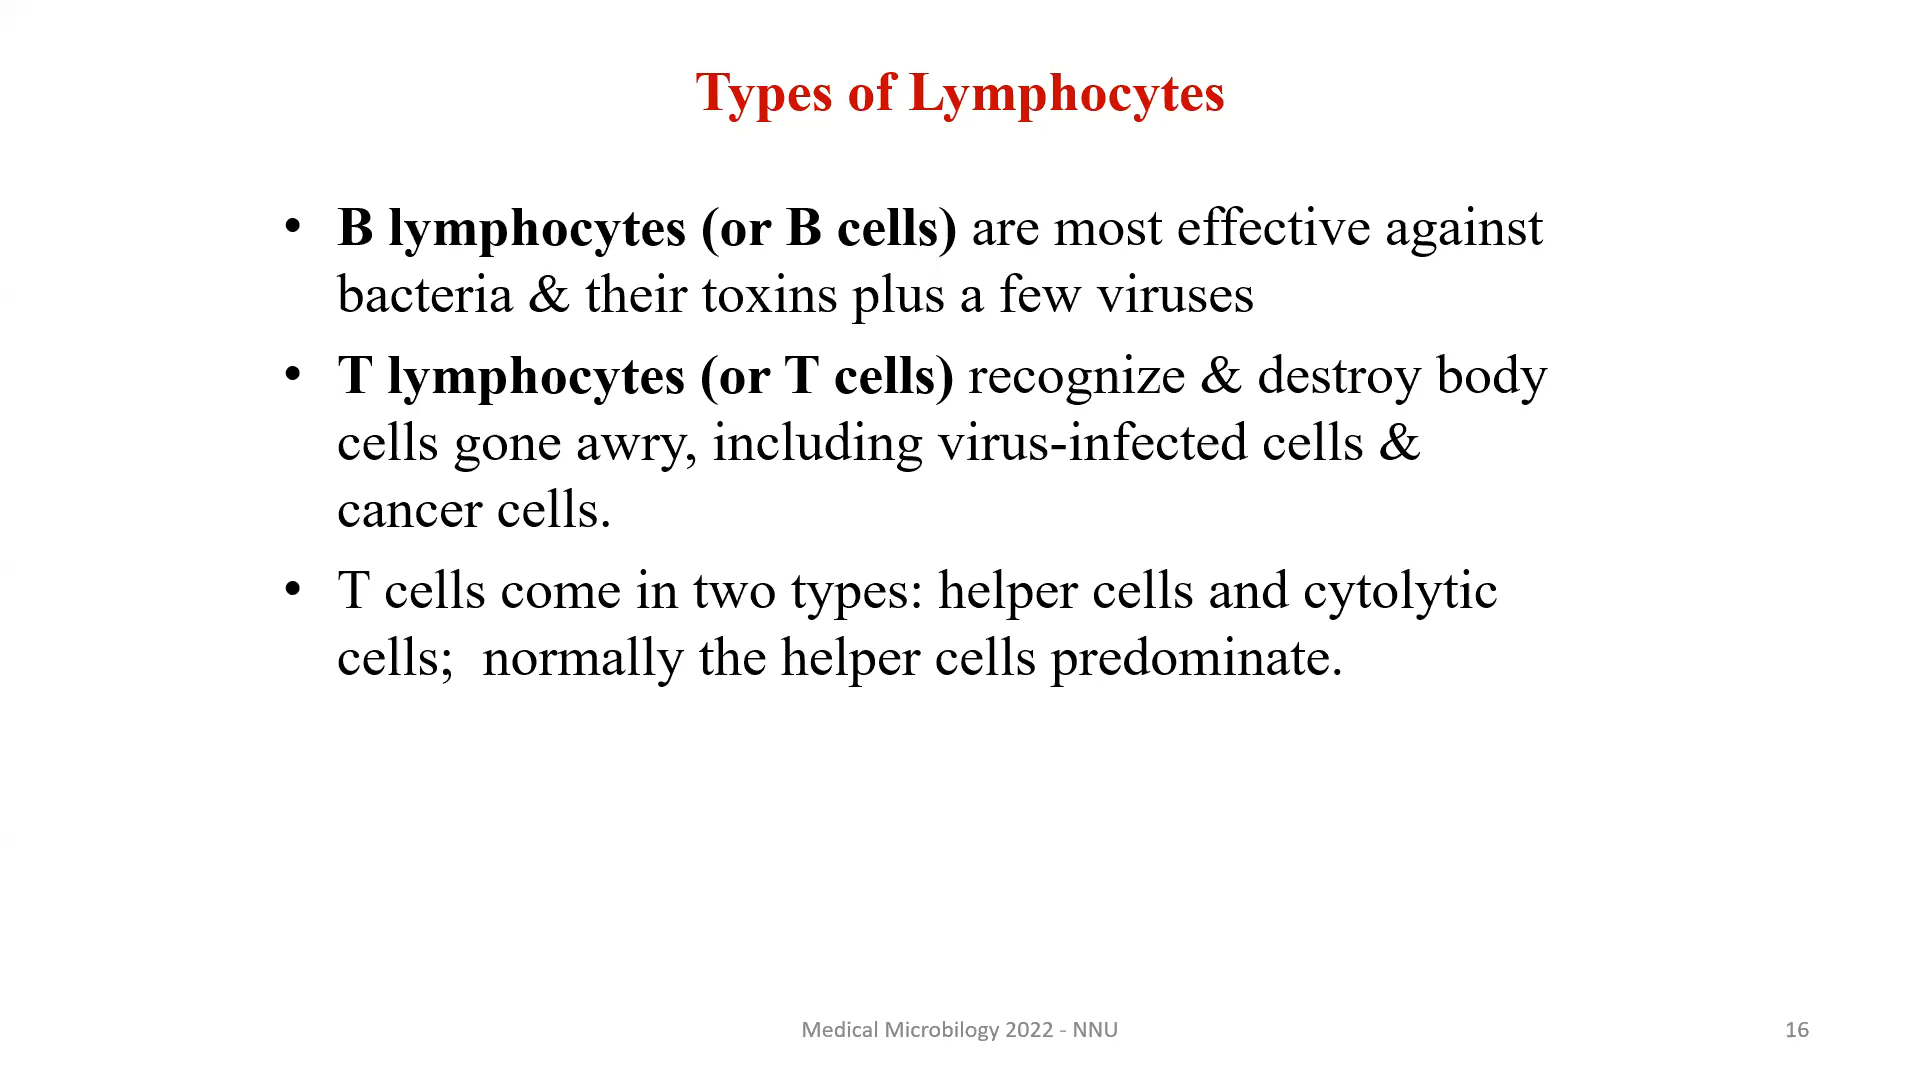 Types of Lymphocytes
• B lymphocytes (or B cells) are most effective against
bacteria & their toxins plus a few viruses
• T lymphocytes (or T cells) recognize & destroy body
cells gone awry, including virus-infected cells &
cancer cells.
• T cells come in two types: helper cells and cytolytic
cells;  normally the helper cells predominate.
Medical Microbilogy 2022 - NNU
16